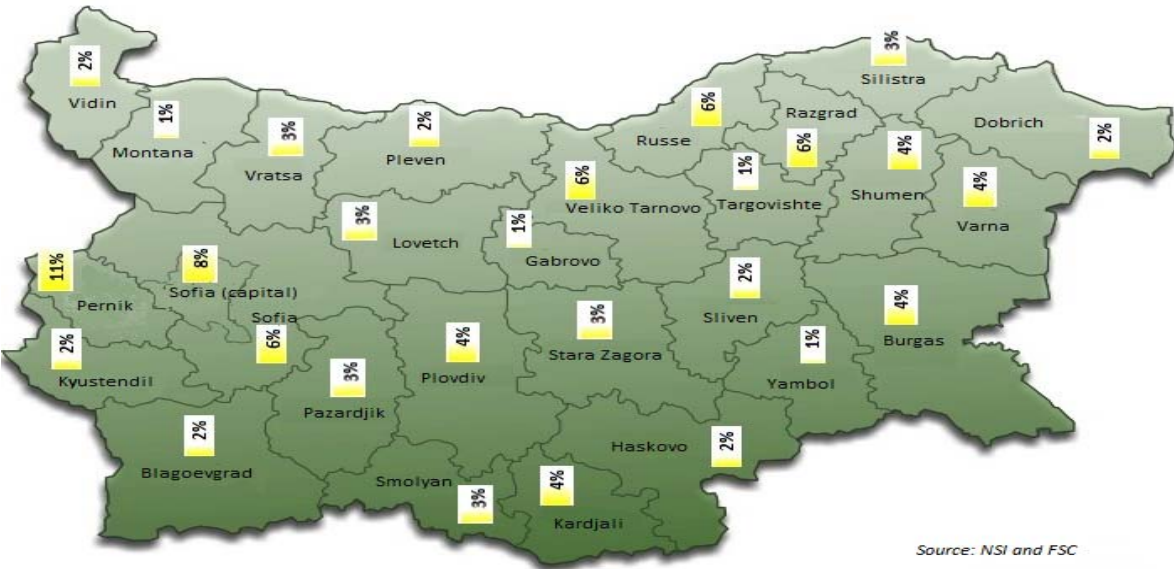 2%
Vidin
1%
Montana
3%
Vratsa
2%
Pleven
6%
Russe
Razgrad
6%
3%
Silistra
Dobrich
2%
6%
Veliko Tarnovo
1%
Targovishte
4%
Shumen
4%
Varna
3%
Lovetch
1%
Gabrovo
11%
Pernik
8%
Sofia (capital)
Sofia
6%
2%
Kyustendil
3%
Pazardjik
4%
Plovdiv
3%
Stara Zagora
2%
Sliven
1%
Yambol
4%
Burgas
2%
Blagoevgrad
Smolyan
3%
4%
Kardjali
Haskovo
2%
Source: NSI and FSC